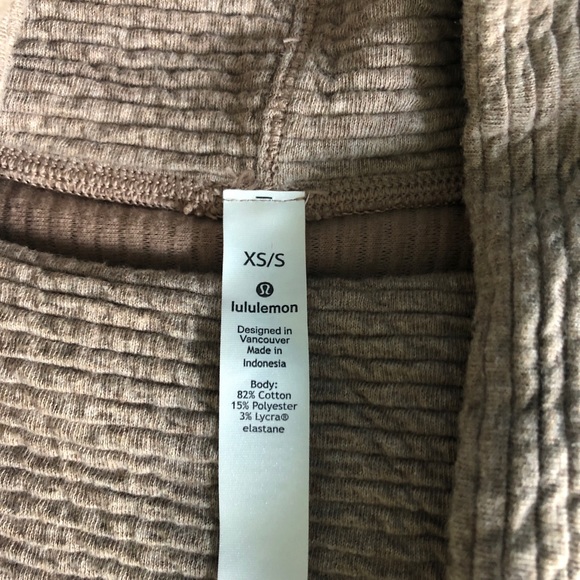 XS/S
lululemon
Designed in
Vancouver
Made in
Indonesia
Body:
82% Cotton
15% Polyester
3% Lycra®
elastane